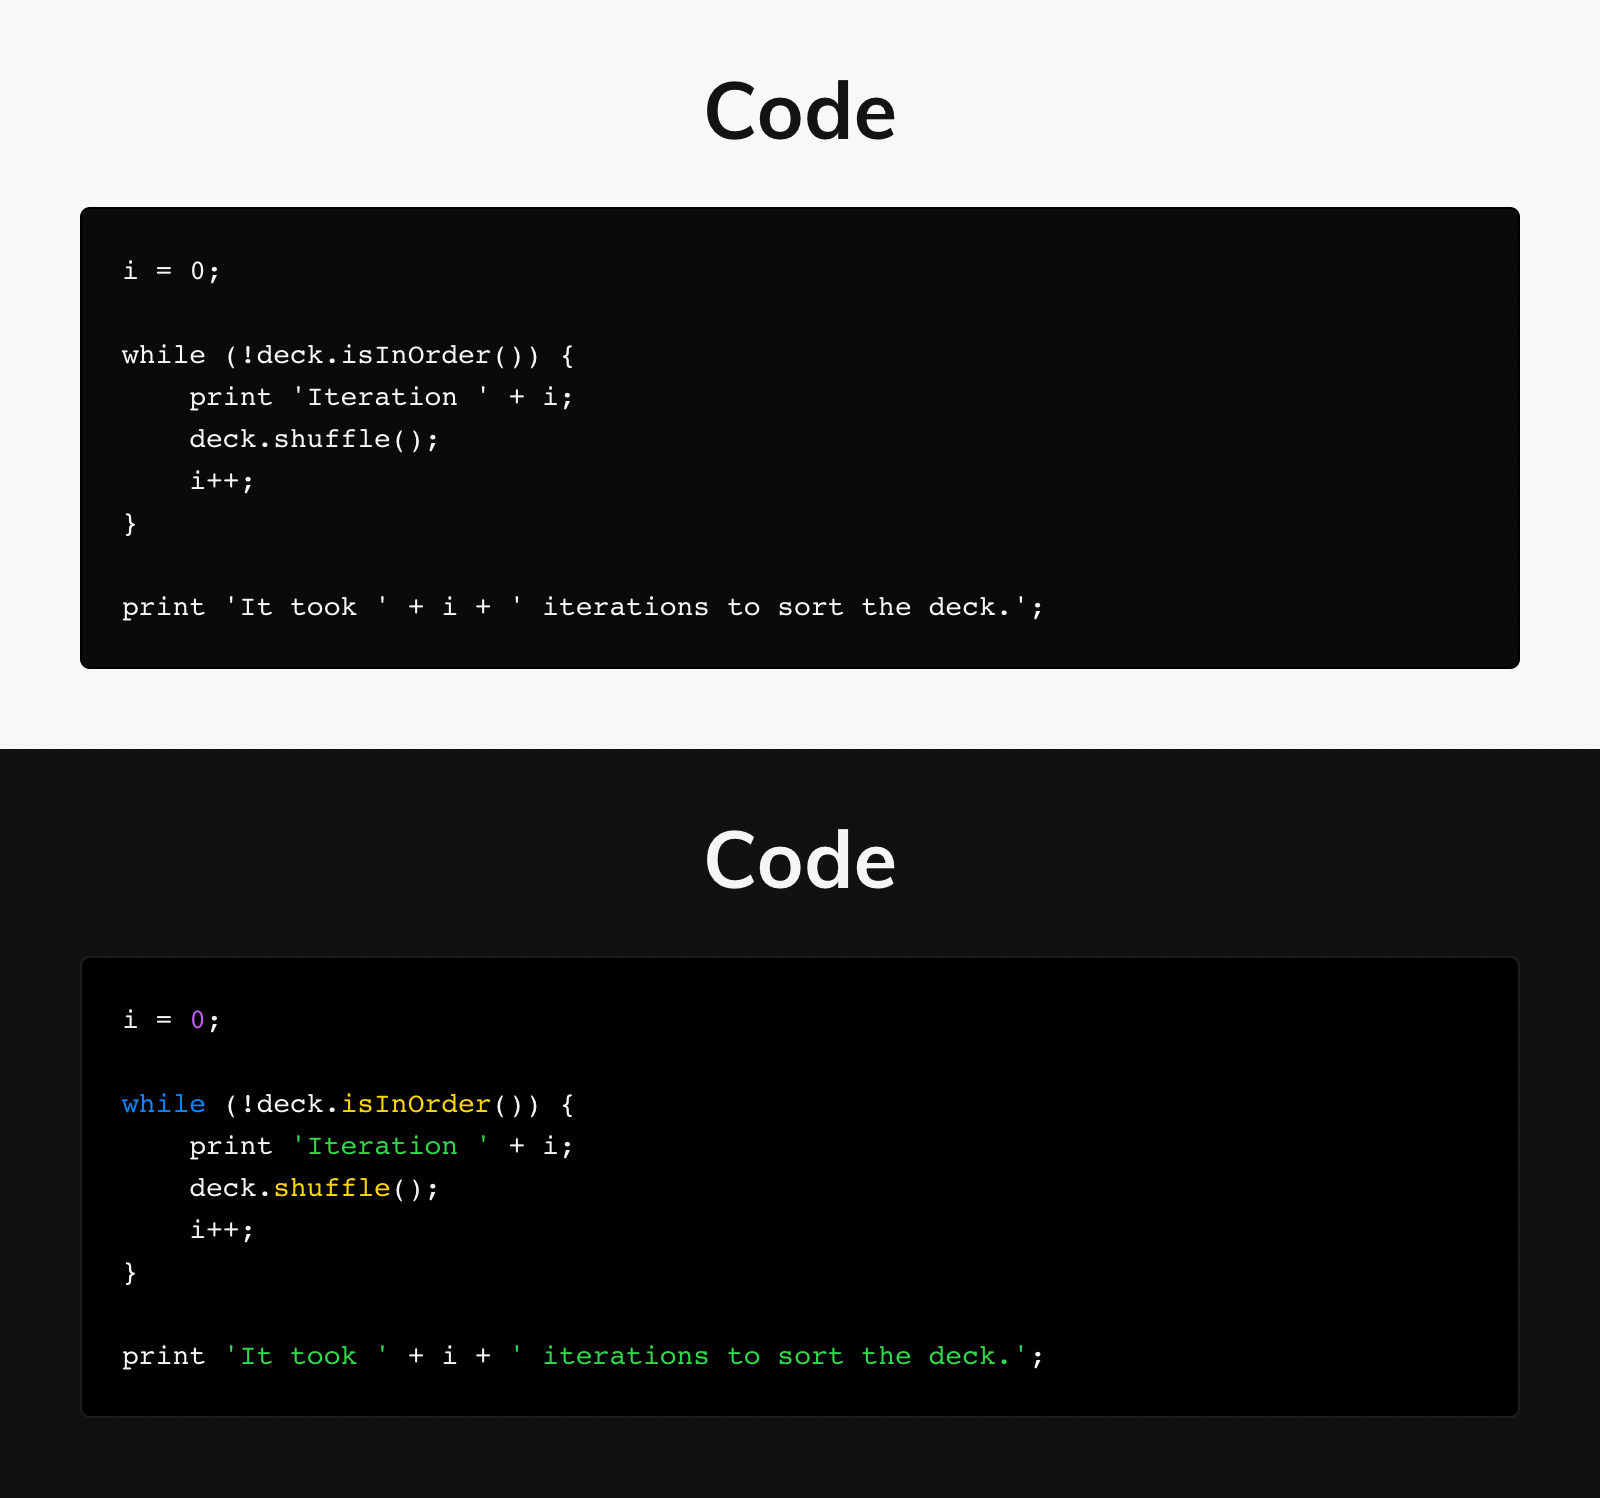 Code
i = 0;
while (!deck.isInOrder()) {
    print 'Iteration ' + i;
    deck.shuffle();
    i++;
}
print 'It took ' + i + ' iterations to sort the deck.';
Code
i = 0;
while (!deck.isInOrder()) {
    print 'Iteration ' + i;
    deck.shuffle();
    i++;
}
print 'It took ' + i + ' iterations to sort the deck.';